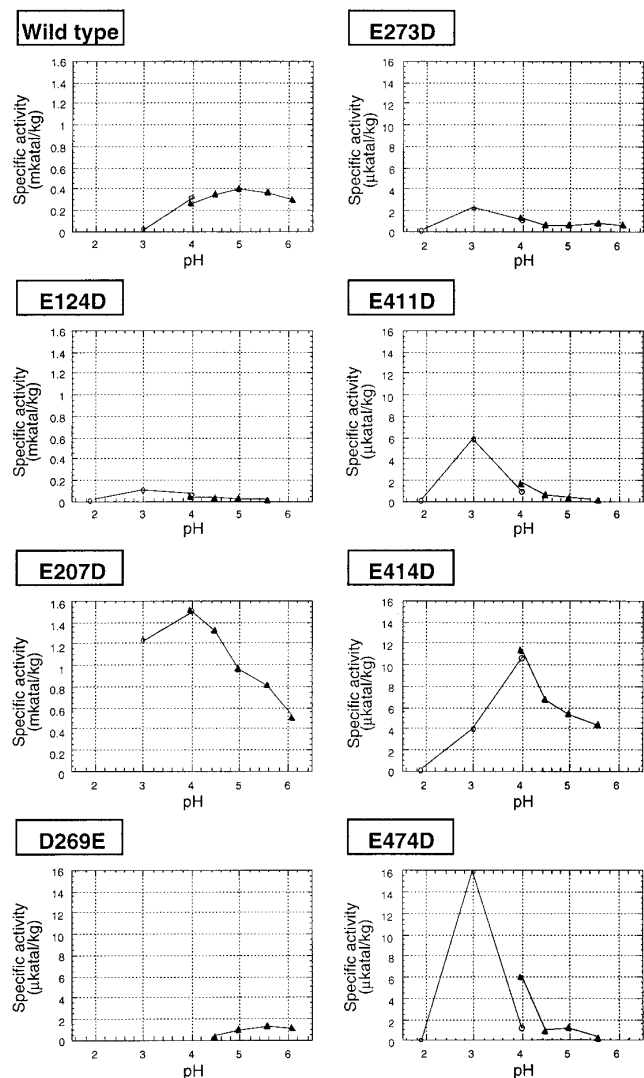 Wild type
Specific activity
(mkatal/kg)
1.6
1.4
1.2
1
0.8
0.6
0.4
0.2
0
2 3 4 5 6
pH
E273D
Specific activity
(μkatal/kg)
16
14
12
10
8
6
4
2
0
2 3 4 5 6
pH
E124D
Specific activity
(mkatal/kg)
1.6
1.4
1.2
1
0.8
0.6
0.4
0.2
0
2 3 4 5 6
pH
E411D
Specific activity
(μkatal/kg)
16
14
12
10
8
6
4
2
0
2 3 4 5 6
pH
E207D
Specific activity
(mkatal/kg)
1.6
1.4
1.2
1
0.8
0.6
0.4
0.2
0
2 3 4 5 6
pH
E414D
Specific activity
(μkatal/kg)
16
14
12
10
8
6
4
2
0
2 3 4 5 6
pH
D269E
Specific activity
(μkatal/kg)
16
14
12
10
8
6
4
2
0
2 3 4 5 6
pH
E474D
Specific activity
(μkatal/kg)
16
14
12
10
8
6
4
2
0
2 3 4 5 6
pH